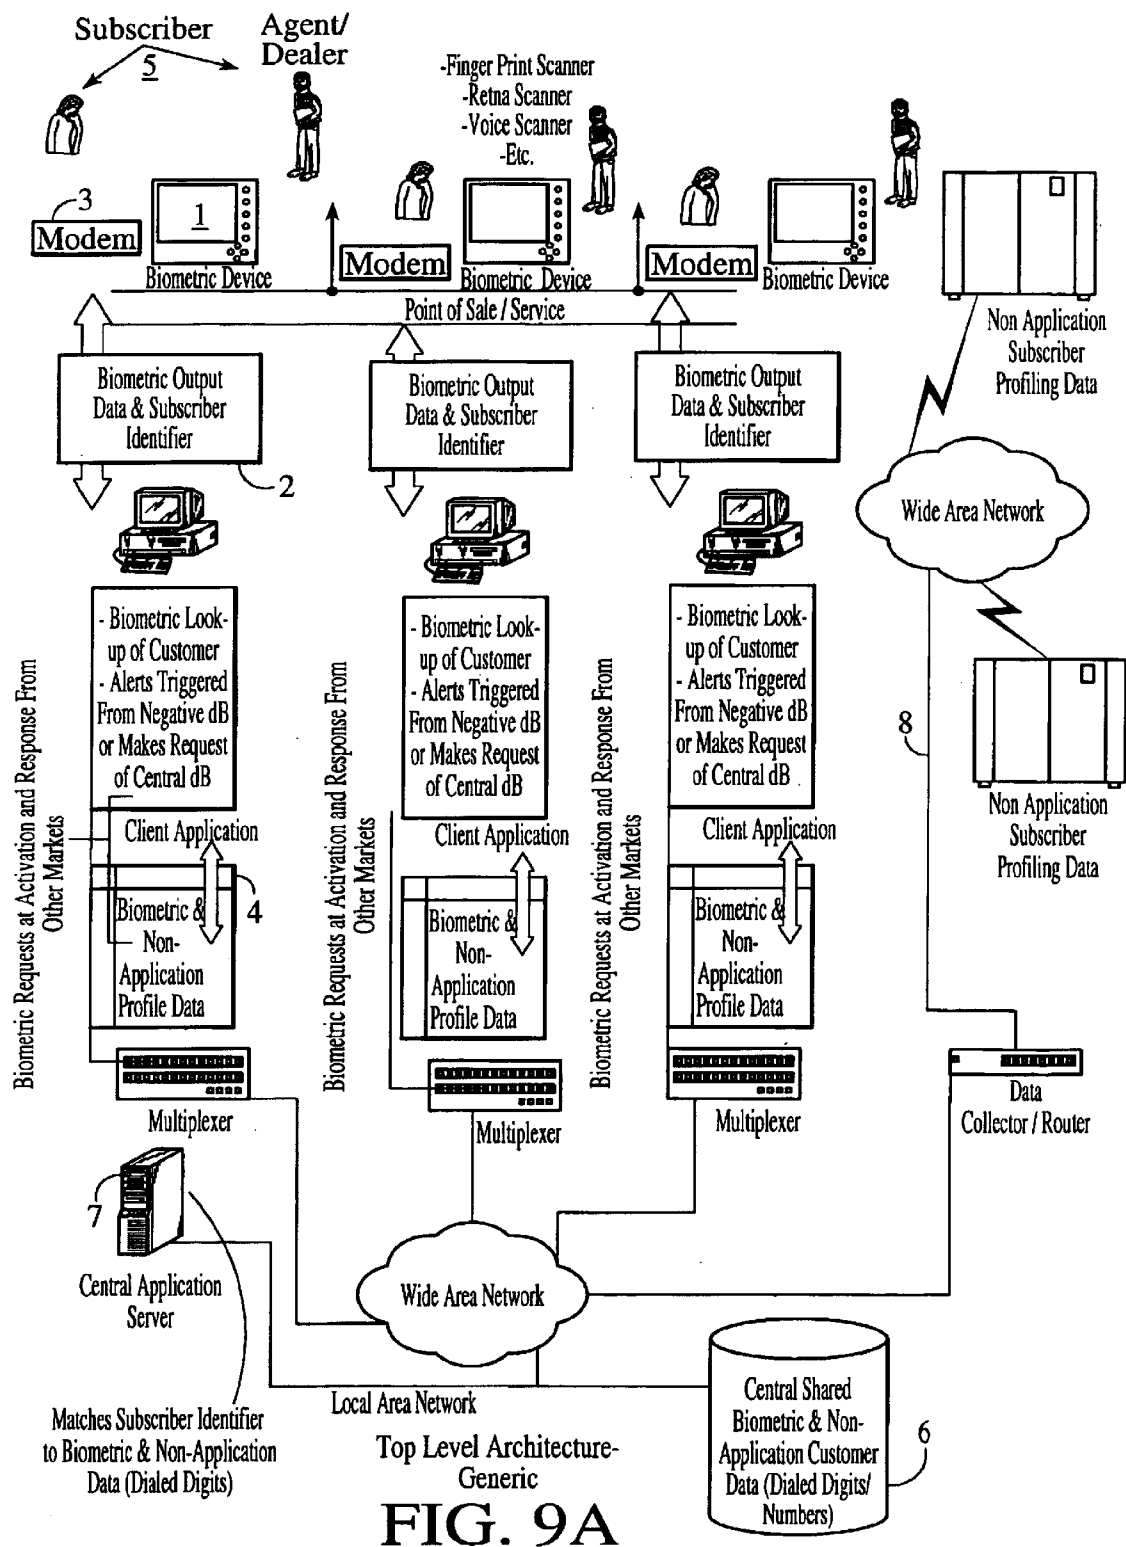 Subscriber
5
Agent/
Dealer
-Finger Print Scanner
-Retna Scanner
-Voice Scanner
-Etc.
3
Modem
1
Biometric Device
Modem
Biometric Device
Modem
Biometric Device
Point of Sale / Service
Non Application
Subscriber
Profiling Data
Biometric Output
Data & Subscriber
Identifier
2
Biometric Output
Data & Subscriber
Identifier
Biometric Output
Data & Subscriber
Identifier
Wide Area Network
Biometric Requests at Activation and Response From
Other Markets
- Biometric Look-
up of Customer
- Alerts Triggered
From Negative dB
or Makes Request
of Central dB
Client Application
4
Biometric &
Non-
Application
Profile Data
Multiplexer
Biometric Requests at Activation and Response From
Other Markets
- Biometric Look-
up of Customer
- Alerts Triggered
From Negative dB
or Makes Request
of Central dB
Client Application
Biometric &
Non-
Application
Profile Data
Multiplexer
Biometric Requests at Activation and Response From
Other Markets
- Biometric Look-
up of Customer
- Alerts Triggered
From Negative dB
or Makes Request
of Central dB
Client Application
Biometric &
Non-
Application
Profile Data
Multiplexer
8
Non Application
Subscriber
Profiling Data
Data
Collector / Router
7
Central Application
Server
Wide Area Network
Local Area Network
Matches Subscriber Identifier
to Biometric & Non-Application
Data (Dialed Digits)
Central Shared
Biometric & Non-
Application Customer
Data (Dialed Digits/
Numbers)
6
Top Level Architecture-
Generic
FIG. 9A